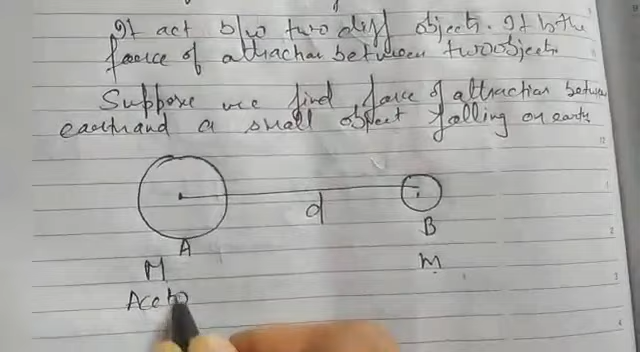 It act b/w two diff objects. It is the
force of attraction between two objects
Suppose we find force of attraction between
earth and a small object falling on earth
d
A
B
M
m
Acco